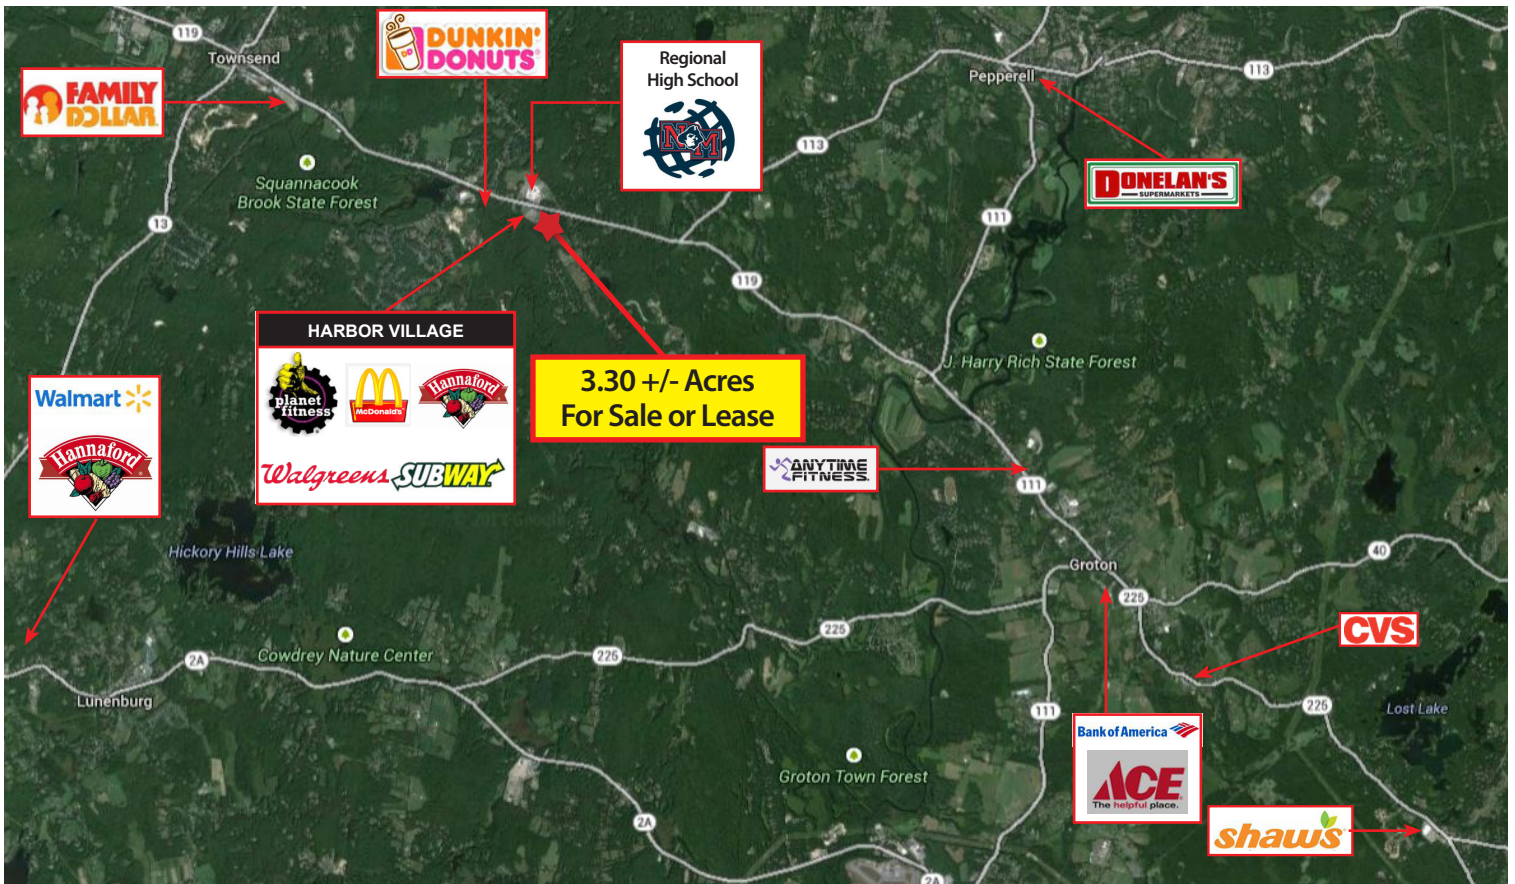 119
Townsend
FAMILY
DOLLAR
DUNKIN'
DONUTS
DD
Regional
High School
NM
Pepperell
113
113
DONELAN'S
SUPERMARKETS
Squannacook
Brook State Forest
13
111
119
HARBOR VILLAGE
planet
fitness
McDonald's
Hannaford
Walgreens
SUBWAY
3.30 +/- Acres
For Sale or Lease
J. Harry Rich State Forest
Walmart
Hannaford
ANYTIME
FITNESS
111
Hickory Hills Lake
Groton
40
225
CVS
225
225
2A
Cowdrey Nature Center
Lunenburg
111
225
Lost Lake
Bank of America
ACE
The helpful place.
Groton Town Forest
shaw's
2A
2A